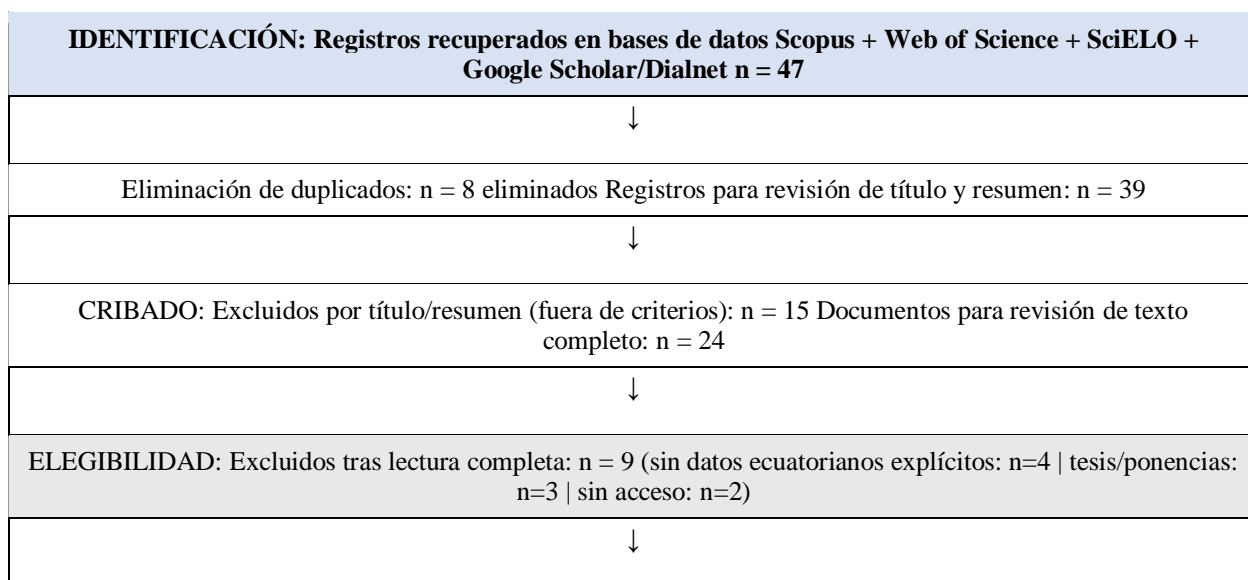 IDENTIFICACIÓN: Registros recuperados en bases de datos Scopus + Web of Science + SciELO +
Google Scholar/Dialnet n = 47
↓
Eliminación de duplicados: n = 8 eliminados Registros para revisión de título y resumen: n = 39
↓
CRIBADO: Excluidos por título/resumen (fuera de criterios): n = 15 Documentos para revisión de texto
completo: n = 24
↓
ELEGIBILIDAD: Excluidos tras lectura completa: n = 9 (sin datos ecuatorianos explícitos: n=4 | tesis/ponencias:
n=3 | sin acceso: n=2)
↓